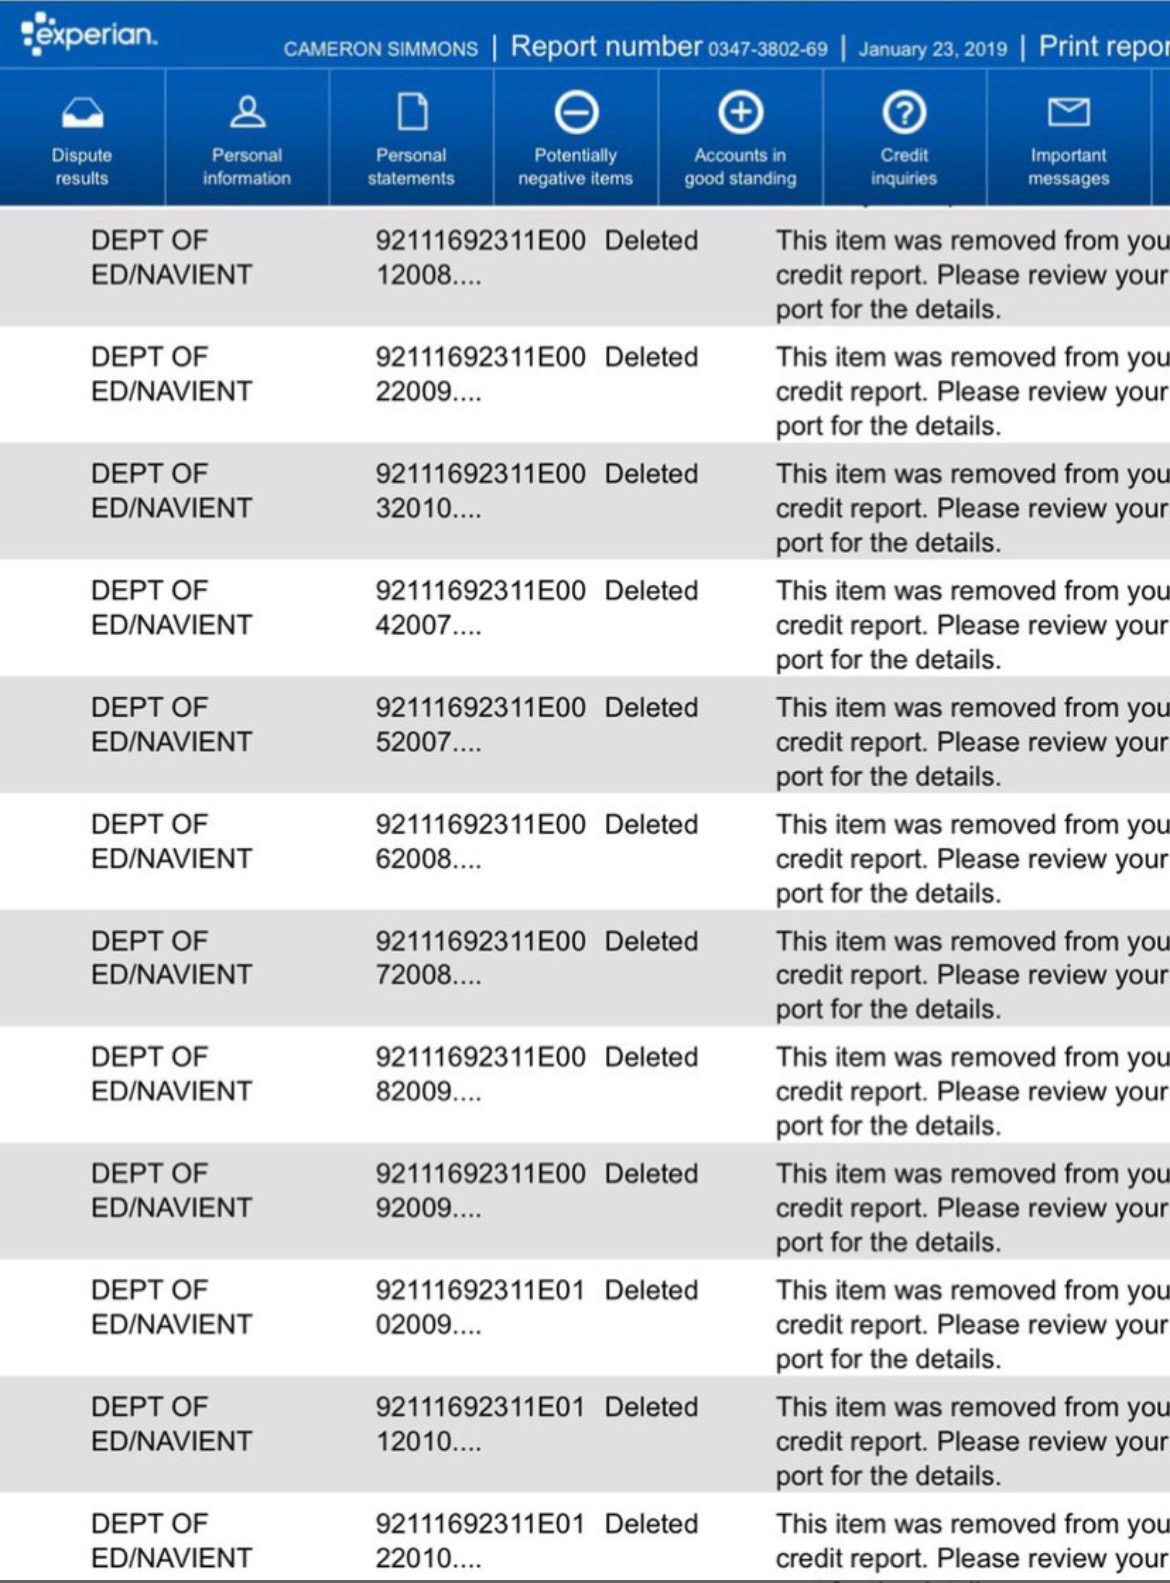 experian.
CAMERON SIMMONS | Report number 0347-3802-69 | January 23, 2019 | Print repor
Dispute results
Personal information
Personal statements
Potentially negative items
Accounts in good standing
Credit inquiries
Important messages
DEPT OF 92111692311E00 Deleted This item was removed from you
ED/NAVIENT 12008.... credit report. Please review your
port for the details.
DEPT OF 92111692311E00 Deleted This item was removed from you
ED/NAVIENT 22009.... credit report. Please review your
port for the details.
DEPT OF 92111692311E00 Deleted This item was removed from you
ED/NAVIENT 32010.... credit report. Please review your
port for the details.
DEPT OF 92111692311E00 Deleted This item was removed from you
ED/NAVIENT 42007.... credit report. Please review your
port for the details.
DEPT OF 92111692311E00 Deleted This item was removed from you
ED/NAVIENT 52007.... credit report. Please review your
port for the details.
DEPT OF 92111692311E00 Deleted This item was removed from you
ED/NAVIENT 62008.... credit report. Please review your
port for the details.
DEPT OF 92111692311E00 Deleted This item was removed from you
ED/NAVIENT 72008.... credit report. Please review your
port for the details.
DEPT OF 92111692311E00 Deleted This item was removed from you
ED/NAVIENT 82009.... credit report. Please review your
port for the details.
DEPT OF 92111692311E00 Deleted This item was removed from you
ED/NAVIENT 92009.... credit report. Please review your
port for the details.
DEPT OF 92111692311E01 Deleted This item was removed from you
ED/NAVIENT 02009.... credit report. Please review your
port for the details.
DEPT OF 92111692311E01 Deleted This item was removed from you
ED/NAVIENT 12010.... credit report. Please review your
port for the details.
DEPT OF 92111692311E01 Deleted This item was removed from you
ED/NAVIENT 22010.... credit report. Please review your